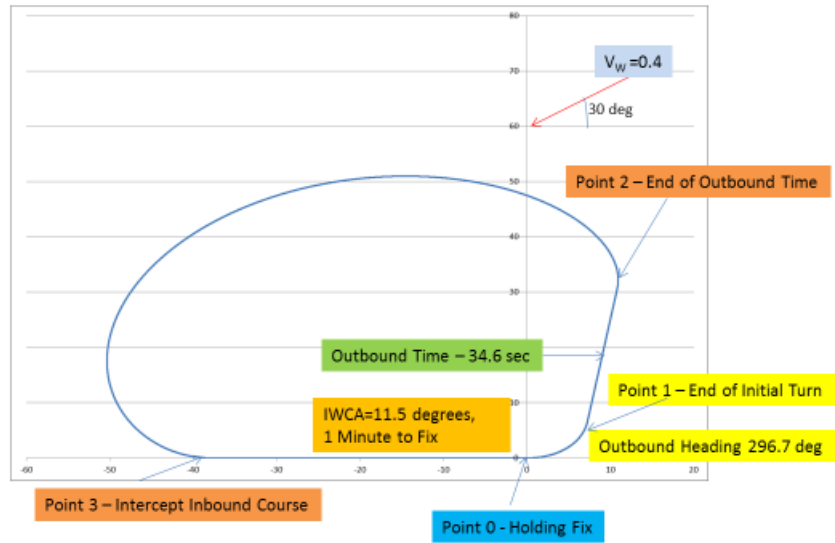 80
70
V_W =0.4
30 deg
60
Point 2 – End of Outbound Time
50
40
30
20
Outbound Time – 34.6 sec
Point 1 – End of Initial Turn
10
IWCA=11.5 degrees,
1 Minute to Fix
Outbound Heading 296.7 deg
0
-60 -50 -40 -30 -20 -10 0 10 20
Point 3 – Intercept Inbound Course
Point 0 - Holding Fix